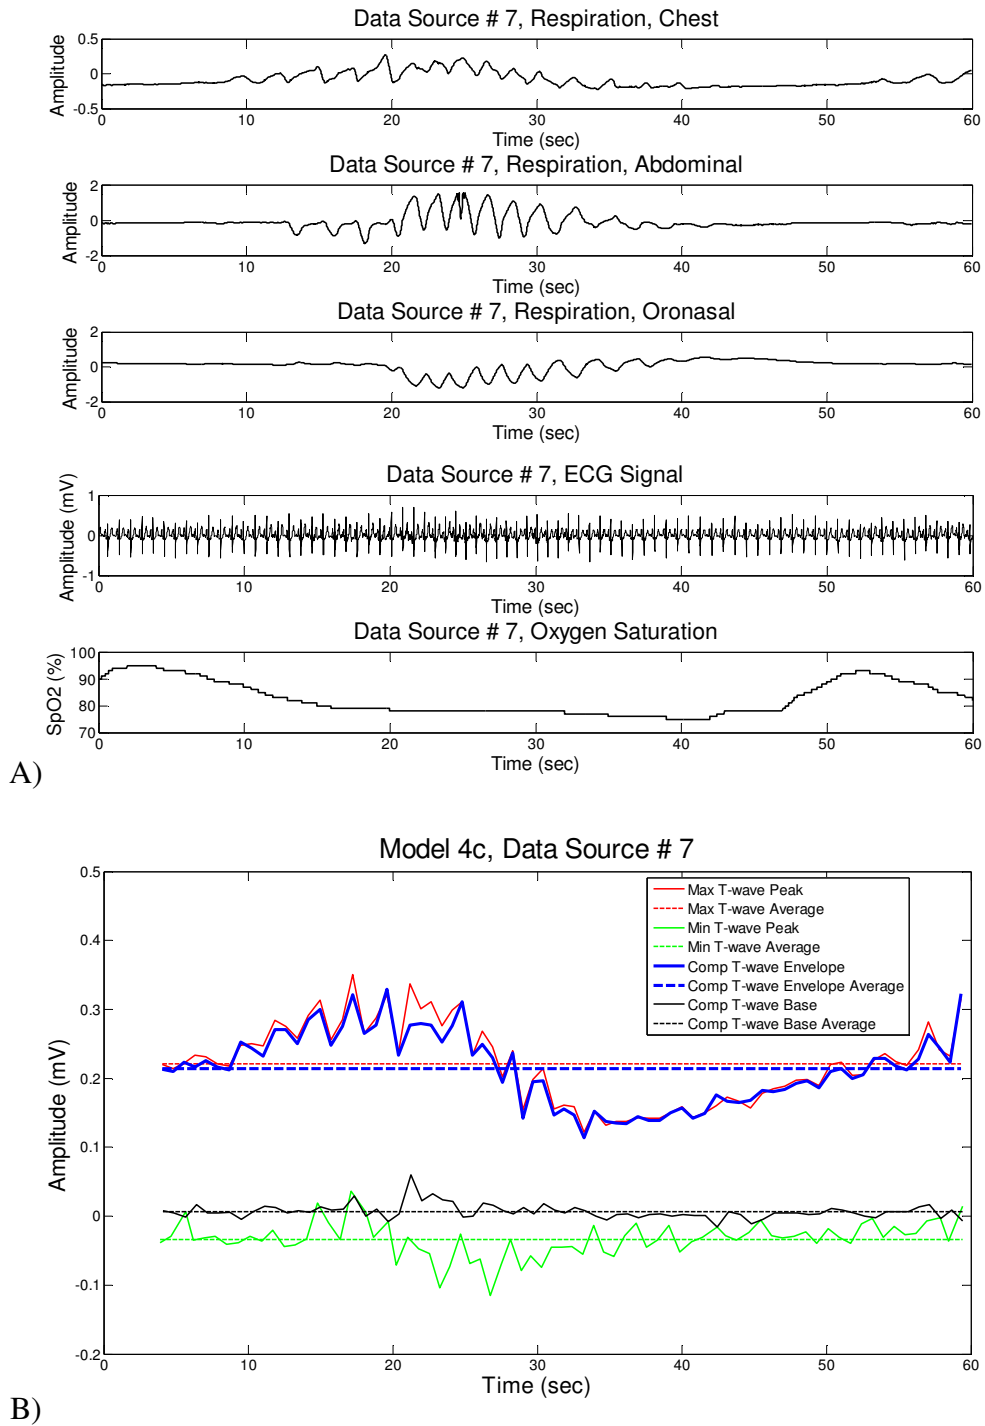 Data Source # 7, Respiration, Chest
0.5
0
-0.5
Amplitude
0 10 20 30 40 50 60
Time (sec)
Data Source # 7, Respiration, Abdominal
2
0
-2
Amplitude
0 10 20 30 40 50 60
Time (sec)
Data Source # 7, Respiration, Oronasal
2
0
-2
Amplitude
0 10 20 30 40 50 60
Time (sec)
Data Source # 7, ECG Signal
1
0
-1
Amplitude (mV)
0 10 20 30 40 50 60
Time (sec)
Data Source # 7, Oxygen Saturation
100
90
80
70
SpO2 (%)
0 10 20 30 40 50 60
Time (sec)
A)
Model 4c, Data Source # 7
0.5
0.4
0.3
0.2
0.1
0
-0.1
-0.2
Amplitude (mV)
Max T-wave Peak
Max T-wave Average
Min T-wave Peak
Min T-wave Average
Comp T-wave Envelope
Comp T-wave Envelope Average
Comp T-wave Base
Comp T-wave Base Average
0 10 20 30 40 50 60
Time (sec)
B)